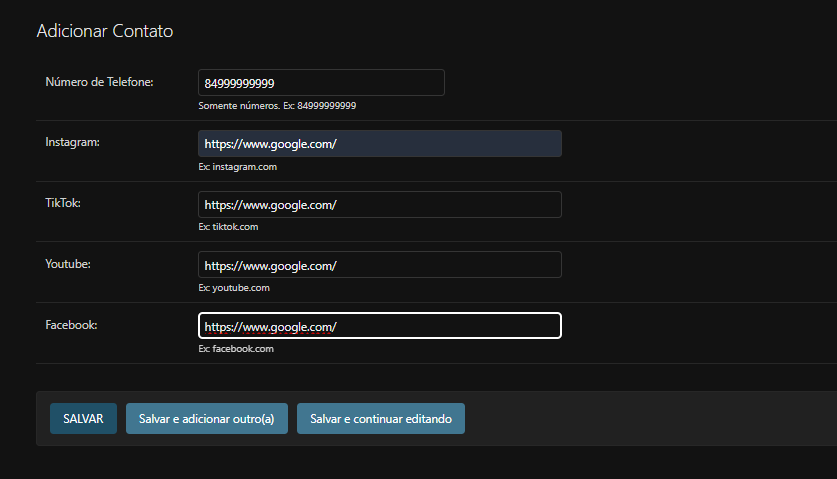 Adicionar Contato
Número de Telefone:
84999999999
Somente números. Ex: 84999999999
Instagram:
https://www.google.com/
Ex: instagram.com
TikTok:
https://www.google.com/
Ex: tiktok.com
Youtube:
https://www.google.com/
Ex: youtube.com
Facebook:
https://www.google.com/
Ex: facebook.com
SALVAR
Salvar e adicionar outro(a)
Salvar e continuar editando